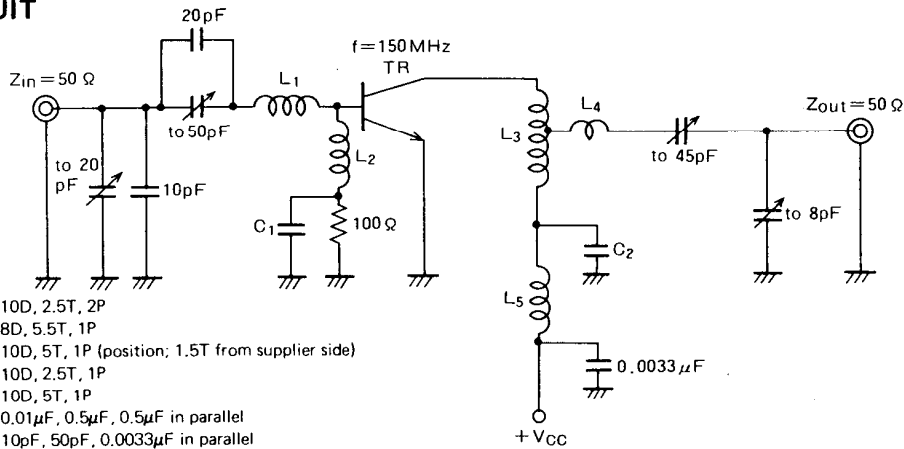 UIT
20pF
f=150MHz
TR
Zin=50 Ω
L1
L4
Zout=50 Ω
to 50pF
L3
to 45pF
L2
to 20
pF
10pF
to 8pF
C1
100Ω
C2
L5
10D, 2.5T, 2P
8D, 5.5T, 1P
10D, 5T, 1P (position; 1.5T from supplier side)
10D, 2.5T, 1P
0.0033μF
10D, 5T, 1P
0.01μF, 0.5μF, 0.5μF in parallel
10pF, 50pF, 0.0033μF in parallel
+VCC